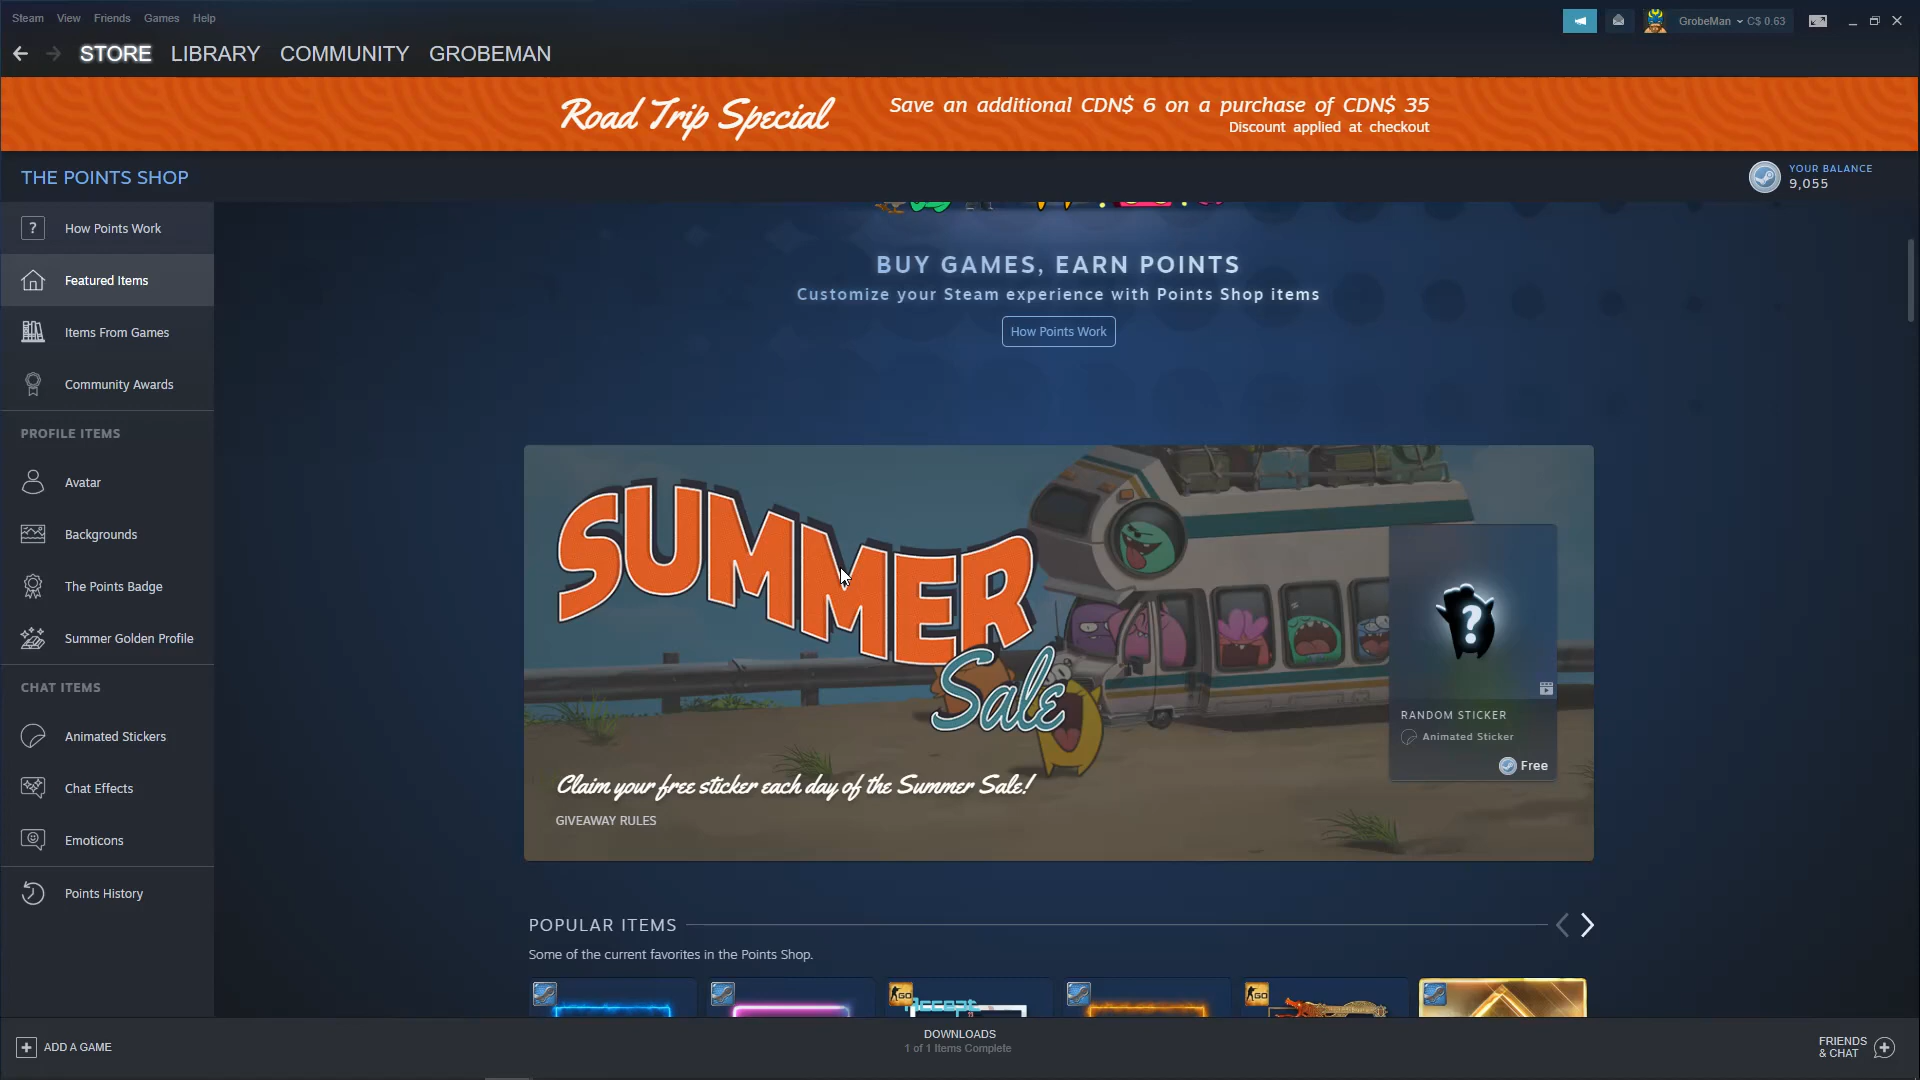 Steam View Friends Games Help
GrobeMan C$ 0.63
STORE LIBRARY COMMUNITY GROBEMAN
Road Trip Special
Save an additional CDN$ 6 on a purchase of CDN$ 35
Discount applied at checkout
THE POINTS SHOP
YOUR BALANCE
9,055
? How Points Work
Featured Items
Items From Games
Community Awards
PROFILE ITEMS
Avatar
Backgrounds
The Points Badge
Summer Golden Profile
CHAT ITEMS
Animated Stickers
Chat Effects
Emoticons
Points History
BUY GAMES, EARN POINTS
Customize your Steam experience with Points Shop items
How Points Work
SUMMER
Sale
Claim your free sticker each day of the Summer Sale!
GIVEAWAY RULES
?
RANDOM STICKER
Animated Sticker
Free
POPULAR ITEMS
Some of the current favorites in the Points Shop.
GO
Accept
GO
+ ADD A GAME
DOWNLOADS
1 of 1 Items Complete
FRIENDS
& CHAT